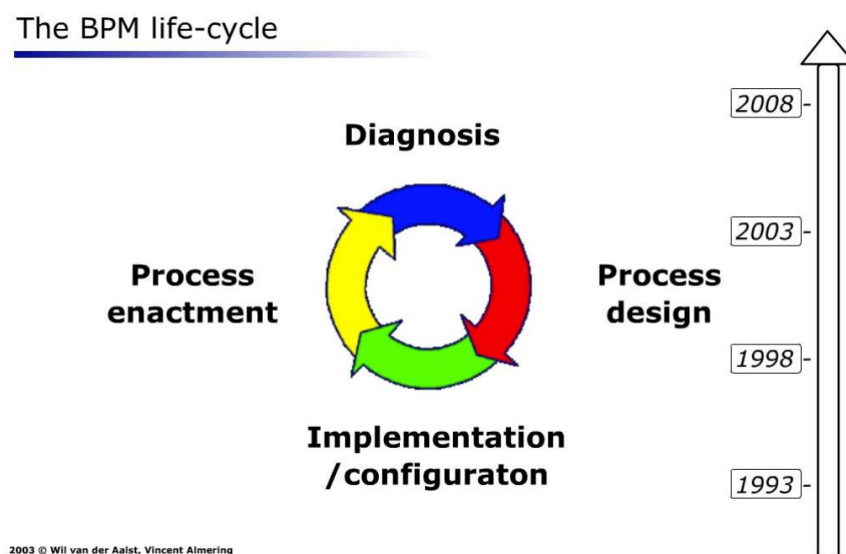 The BPM life-cycle
2008
Diagnosis
2003
Process
enactment
Process
design
1998
Implementation
/configuraton
1993
2003 © Wil van der Aalst, Vincent Almering